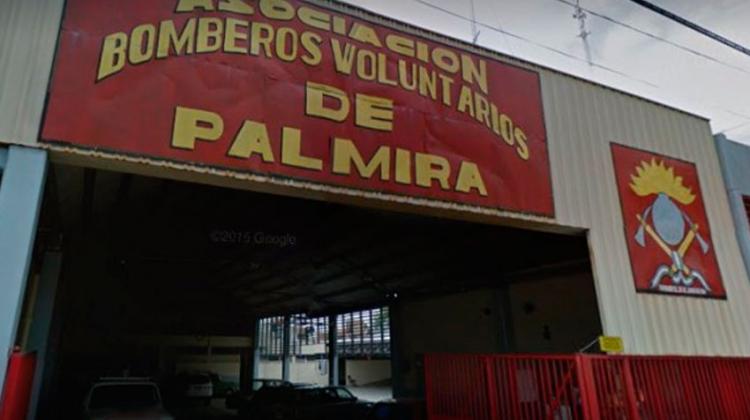 ASOCIACION
BOMBEROS VOLUNTARIOS
DE
PALMIRA
©2015 Google